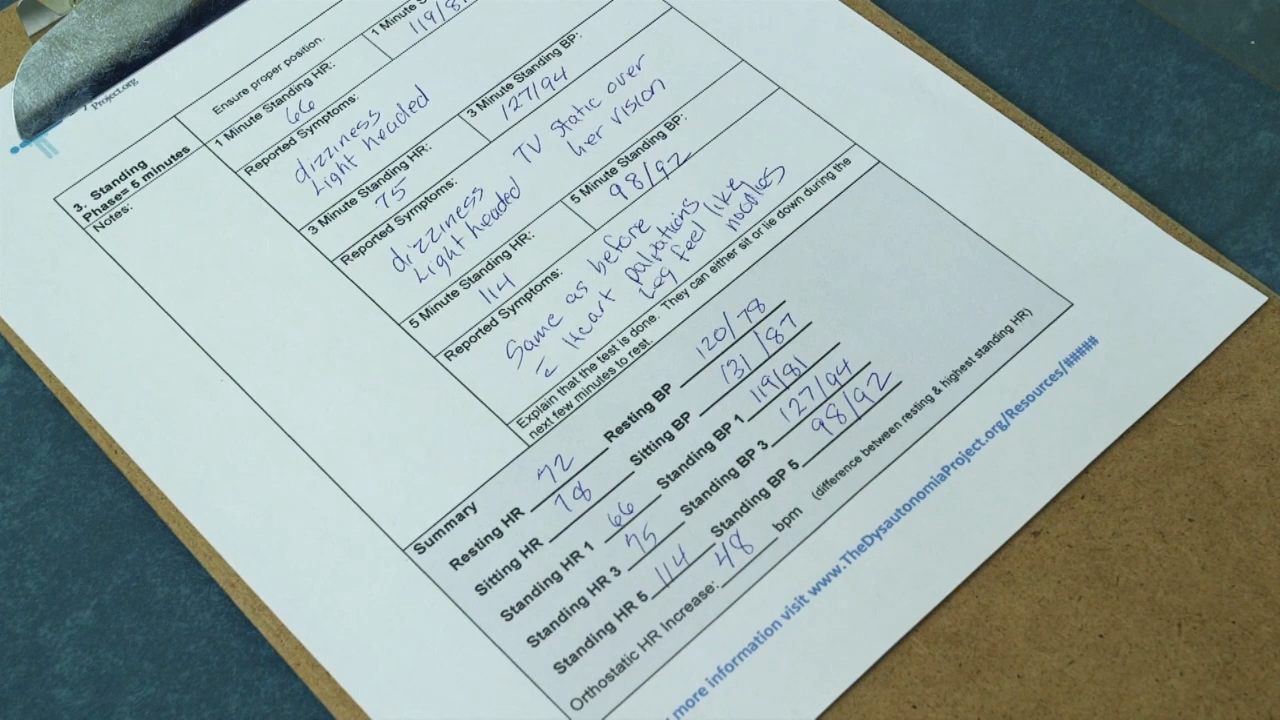 Project.org
Ensure proper position.
1 Minute Standing HR:
66
119/81
Reported Symptoms:
dizziness
Light headed
3. Standing
Phase= 5 minutes
Notes:
3 Minute Standing HR:
75
3 Minute Standing BP:
127/94
Reported Symptoms:
dizziness
Light headed
TV Static over
her vision
5 Minute Standing HR:
114
5 Minute Standing BP:
98/92
Reported Symptoms:
Same as before
= Heart palpations
Leg feel like
noodles
Explain that the test is done. They can either sit or lie down during the
next few minutes to rest.
Summary
Resting HR 72 Resting BP 120/78
Sitting HR 78 Sitting BP 131/87
Standing HR 1 66 Standing BP 1 119/81
Standing HR 3 75 Standing BP 3 127/94
Standing HR 5 114 Standing BP 5 98/92
Orthostatic HR Increase: 48 bpm (difference between resting & highest standing HR)
more information visit www.TheDysautonomiaProject.org/Resources/#####